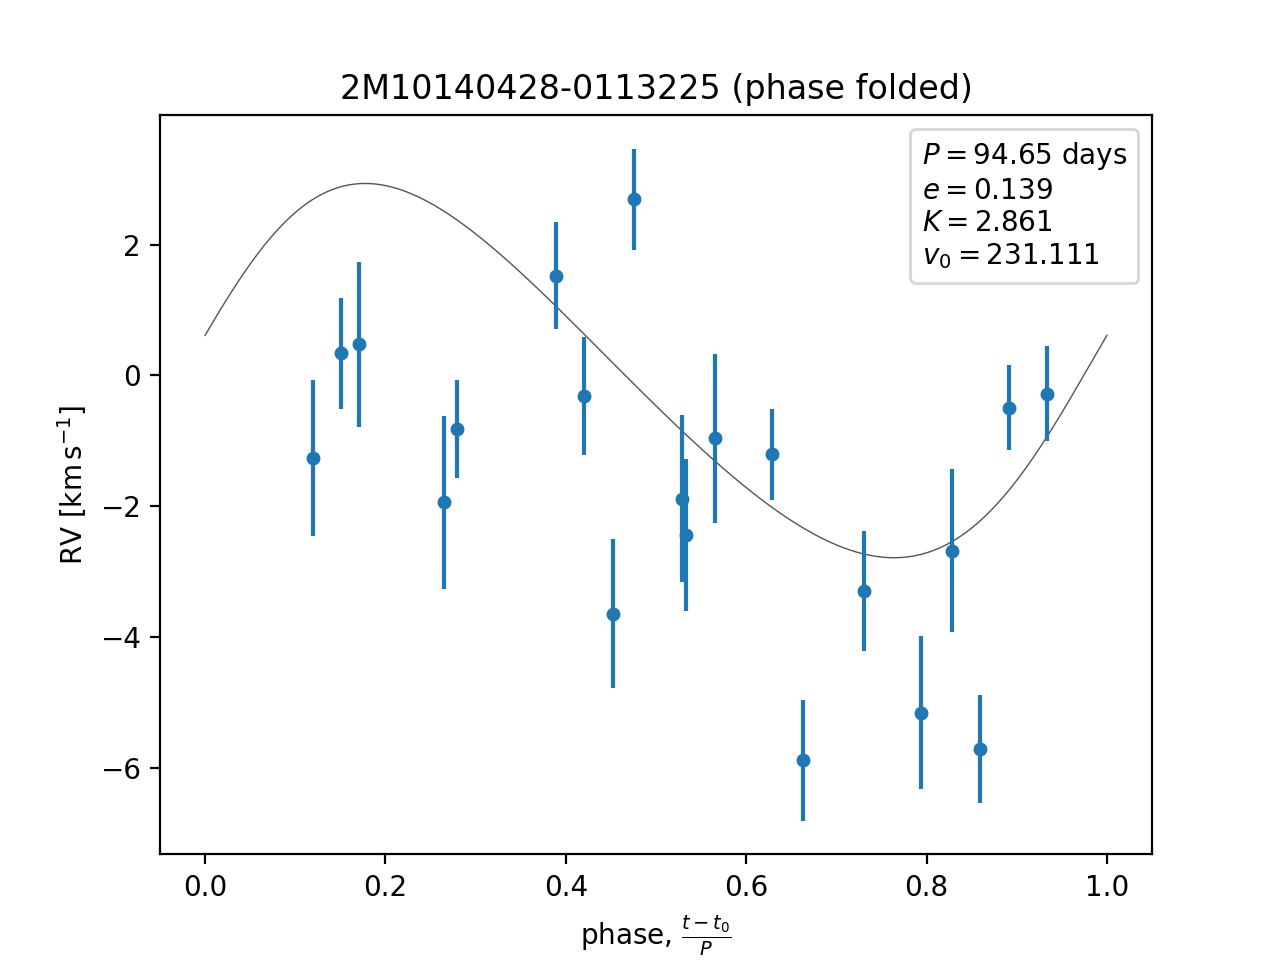 2M10140428-0113225 (phase folded)
P = 94.65 days
e = 0.139
K = 2.861
v₀ = 231.111
2
0
−2
−4
−6
RV [km s⁻¹]
0.0 0.2 0.4 0.6 0.8 1.0
phase, (t − t₀)/P